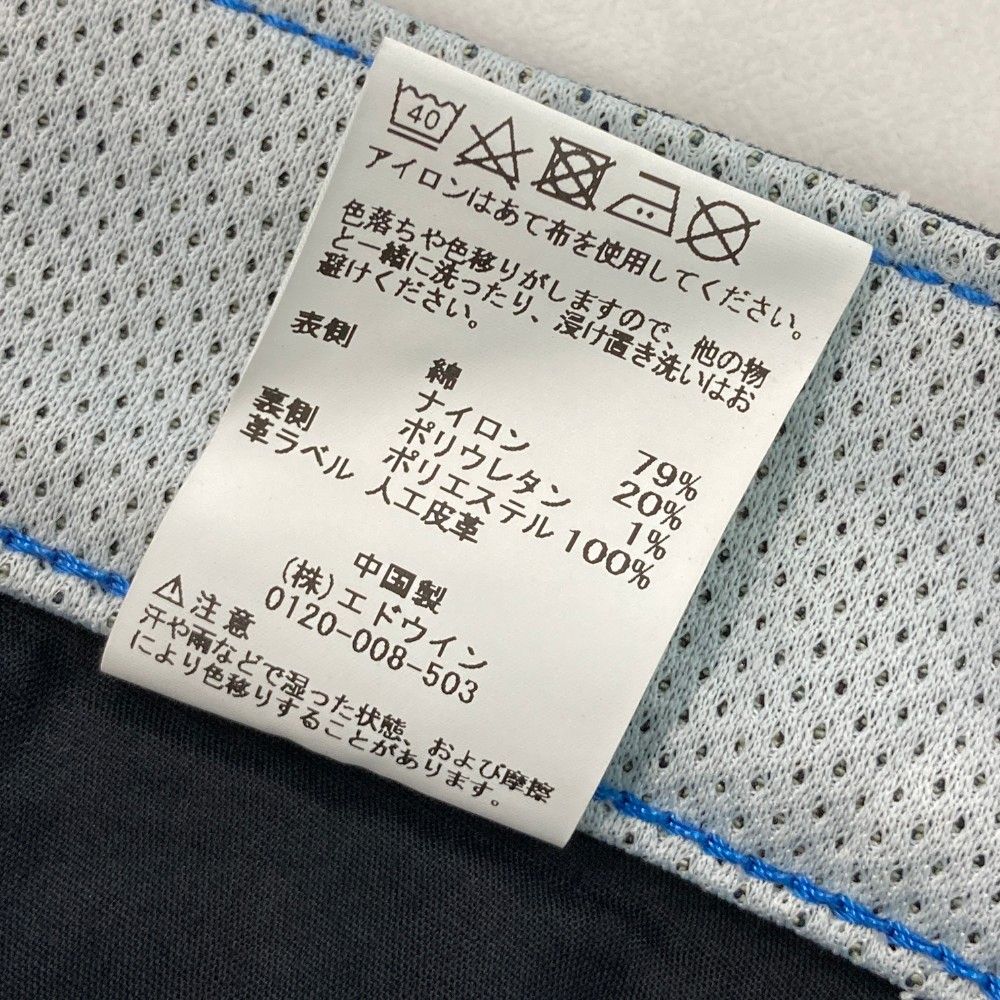 40
アイロンはあて布を使用してください。
色落ちや色移りがしますので、他の物
と一緒に洗ったり、浸け置き洗いはお
避けください。
表側 綿 79%
ナイロン 20%
ポリウレタン 1%
裏側 ポリエステル 100%
革ラベル 人工皮革
中国製
(株)エドウイン
0120-008-503
⚠注意
汗や雨などで湿った状態、および摩擦
により色移りすることがあります。